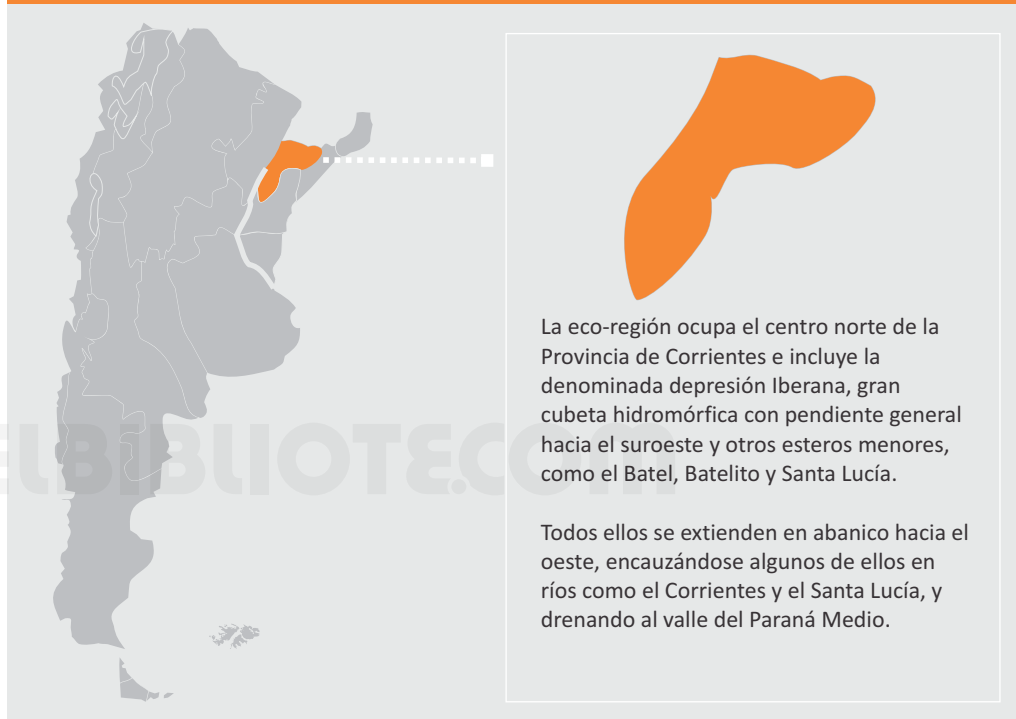 La eco-región ocupa el centro norte de la
Provincia de Corrientes e incluye la
denominada depresión Iberana, gran
cubeta hidromórfica con pendiente general
hacia el suroeste y otros esteros menores,
como el Batel, Batelito y Santa Lucía.
Todos ellos se extienden en abanico hacia el
oeste, encauzándose algunos de ellos en
ríos como el Corrientes y el Santa Lucía, y
drenando al valle del Paraná Medio.
ELBIBLIOTE.COM